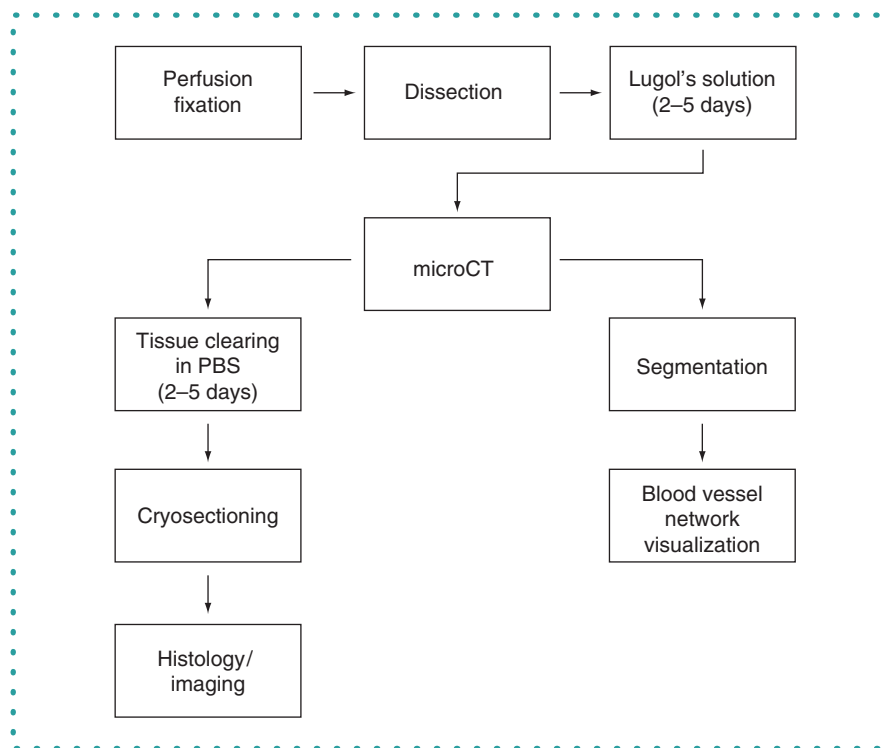 Perfusion
fixation
Dissection
Lugol's solution
(2–5 days)
microCT
Tissue clearing
in PBS
(2–5 days)
Segmentation
Cryosectioning
Blood vessel
network
visualization
Histology/
imaging